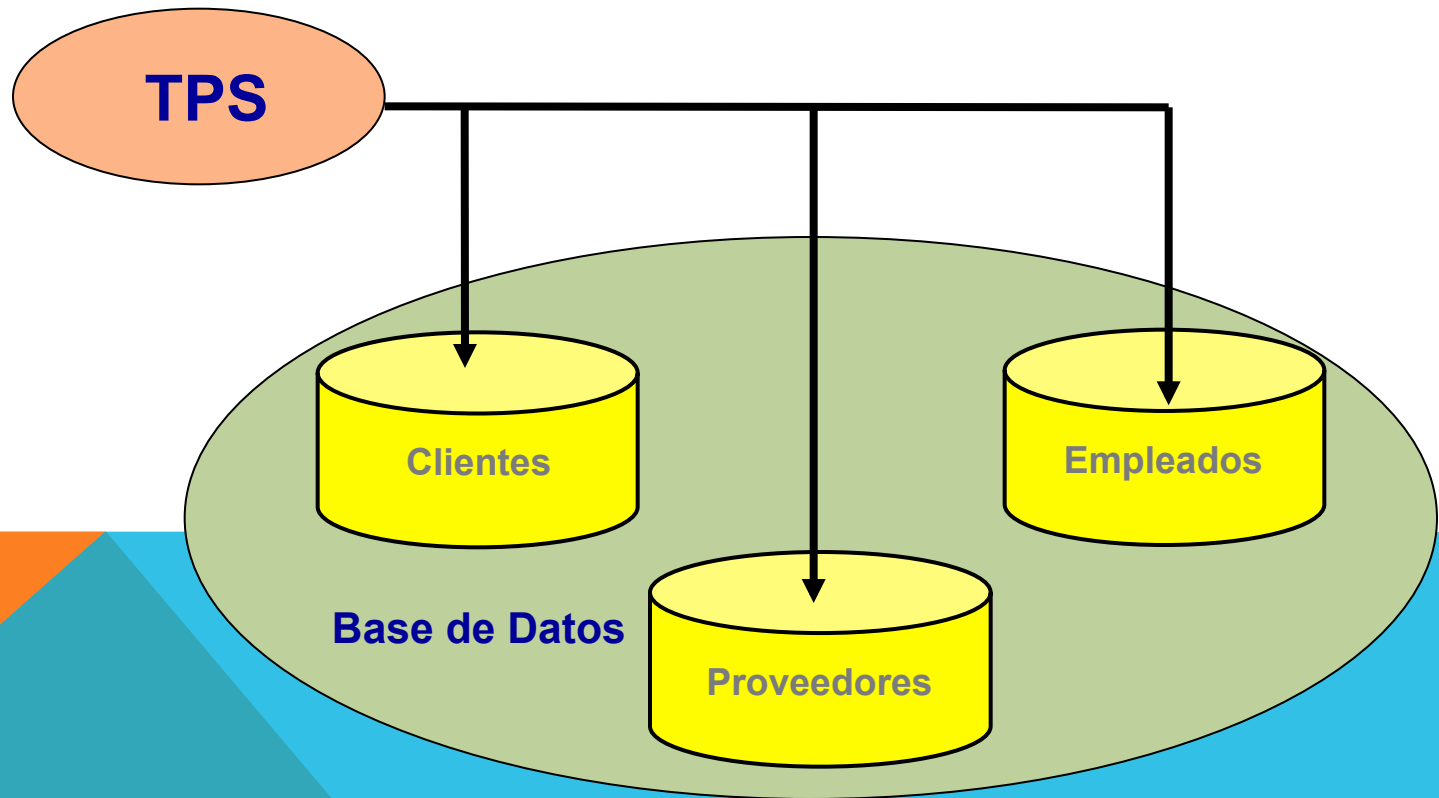 TPS
Clientes
Empleados
Base de Datos
Proveedores